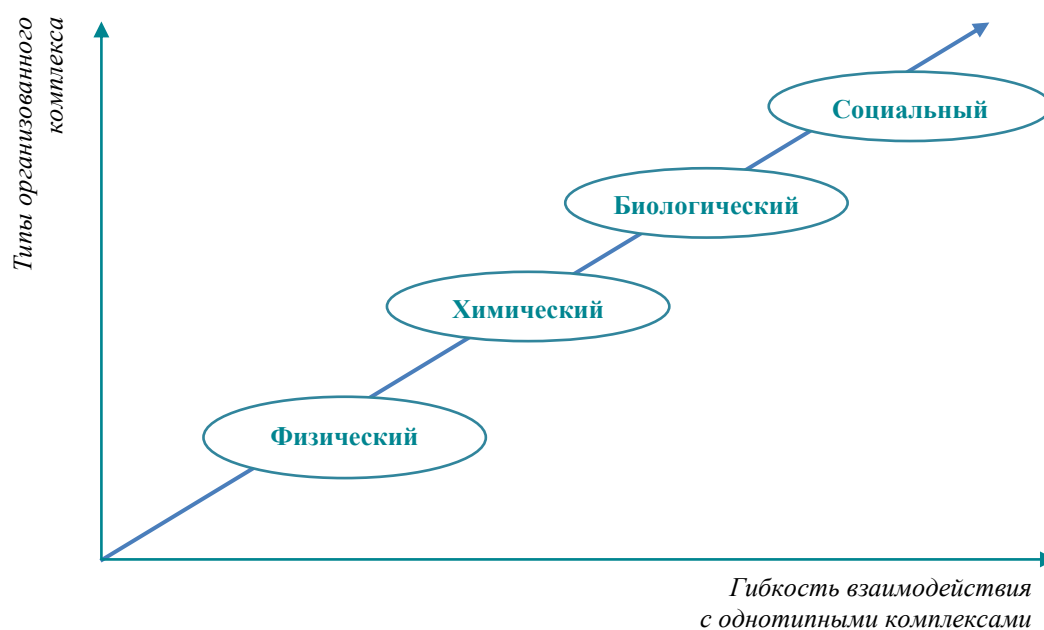 Типы организованного
комплекса
Социальный
Биологический
Химический
Физический
Гибкость взаимодействия
с однотипными комплексами